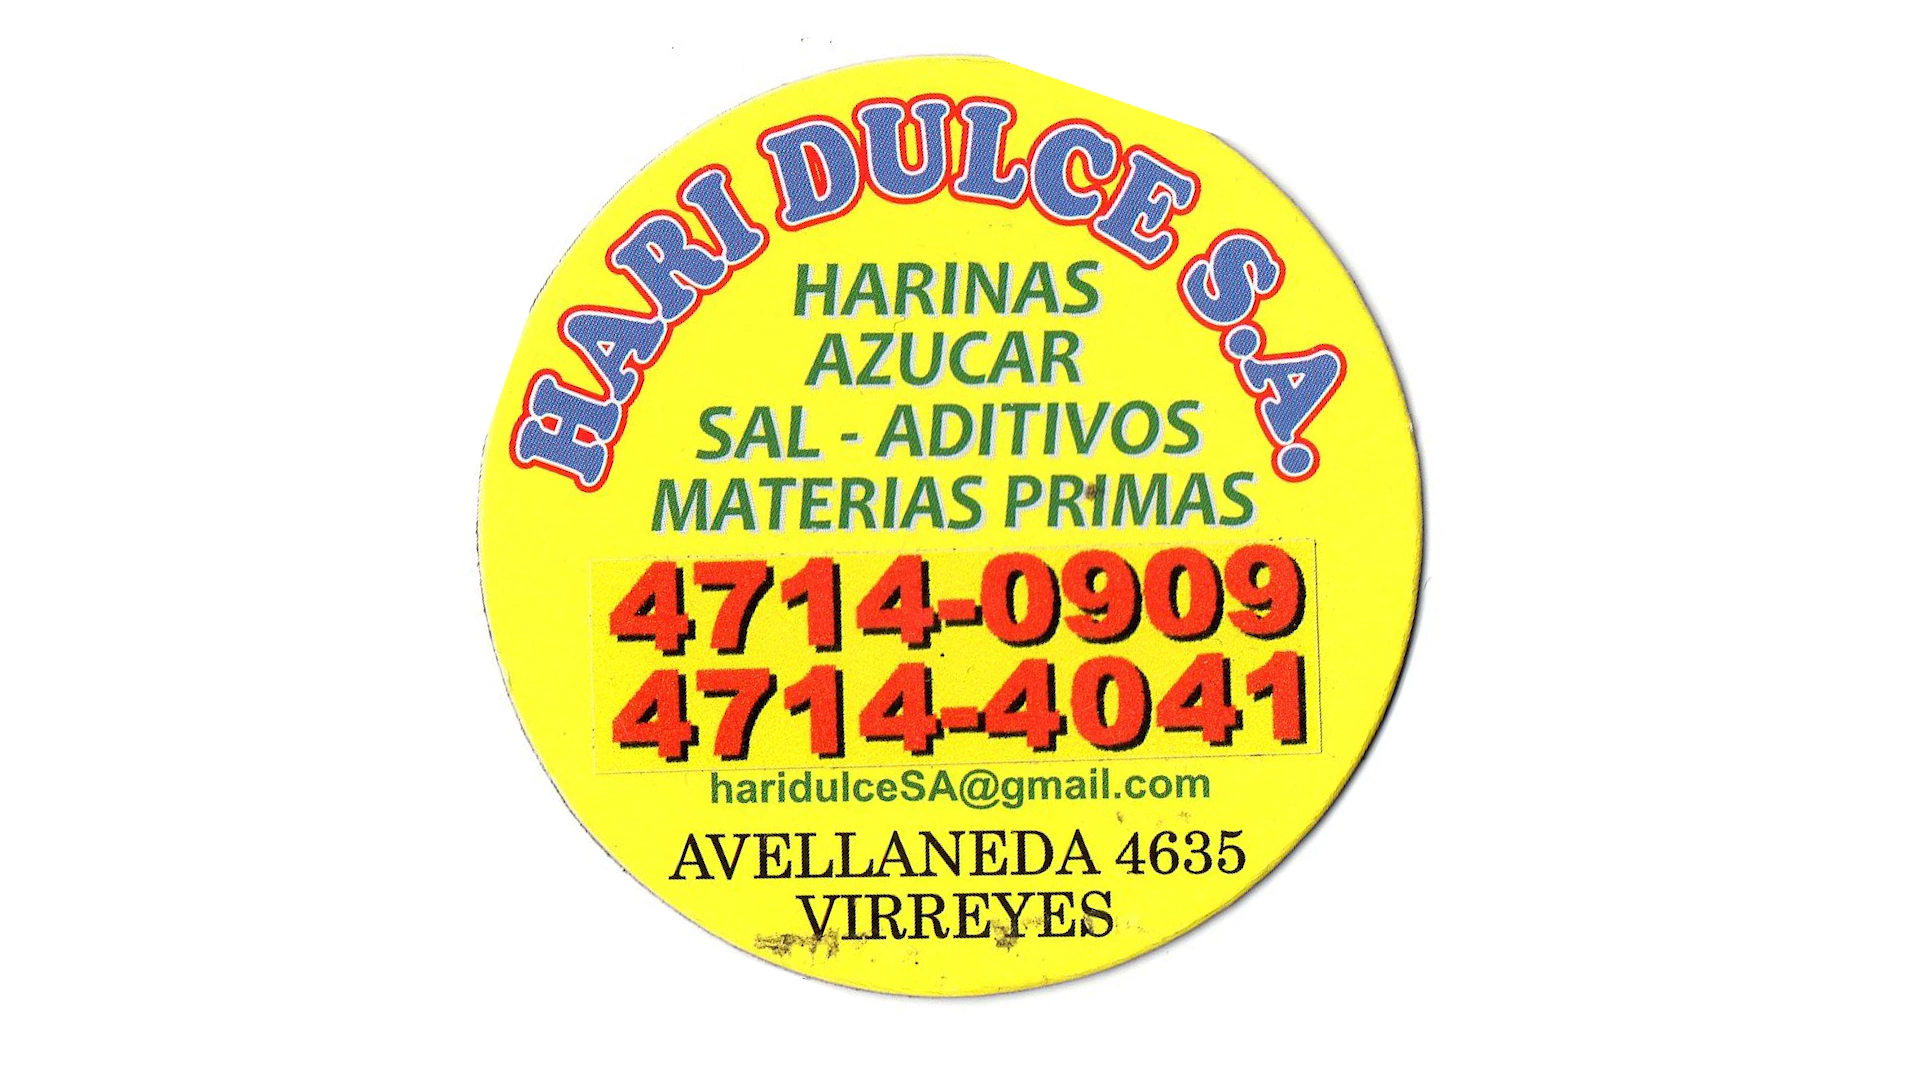 HARI DULCE S.A.
HARINAS
AZUCAR
SAL - ADITIVOS
MATERIAS PRIMAS
4714-0909
4714-4041
haridulceSA@gmail.com
AVELLANEDA 4635
VIRREYES